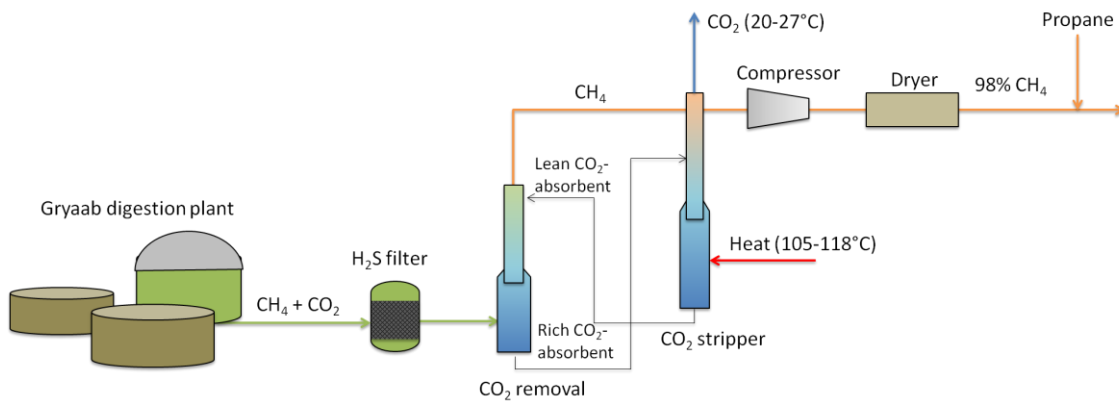 CO₂ (20-27°C)
Propane
Compressor
Dryer
98% CH₄
CH₄
Lean CO₂-
absorbent
Gryaab digestion plant
H₂S filter
Heat (105-118°C)
CH₄ + CO₂
Rich CO₂-
absorbent
CO₂ stripper
CO₂ removal